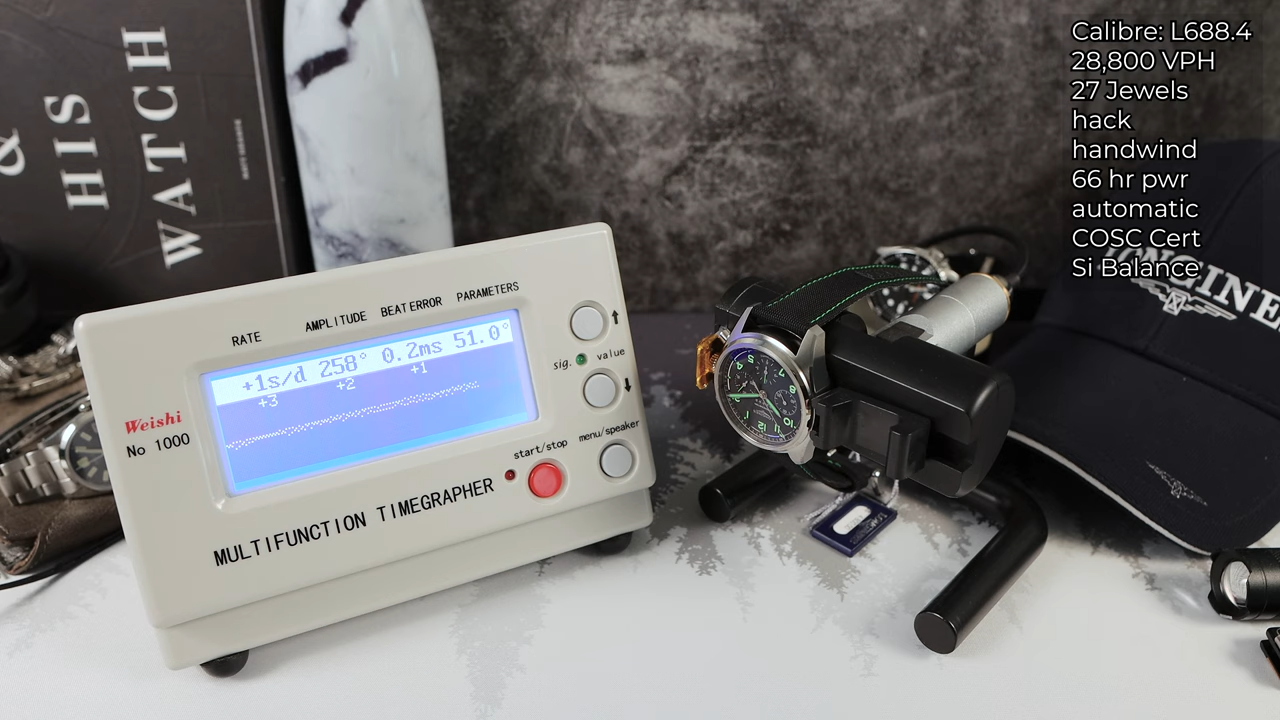 &
HIS
WATCH
Calibre: L688.4
28,800 VPH
27 Jewels
hack
handwind
66 hr pwr
automatic
COSC Cert
Si Balance
RATE AMPLITUDE BEAT ERROR PARAMETERS
+1s/d 258° 0.2ms 51.0°
+3 +2 +1
sig. value
Weishi
No 1000
start/stop menu/speaker
MULTIFUNCTION TIMEGRAPHER